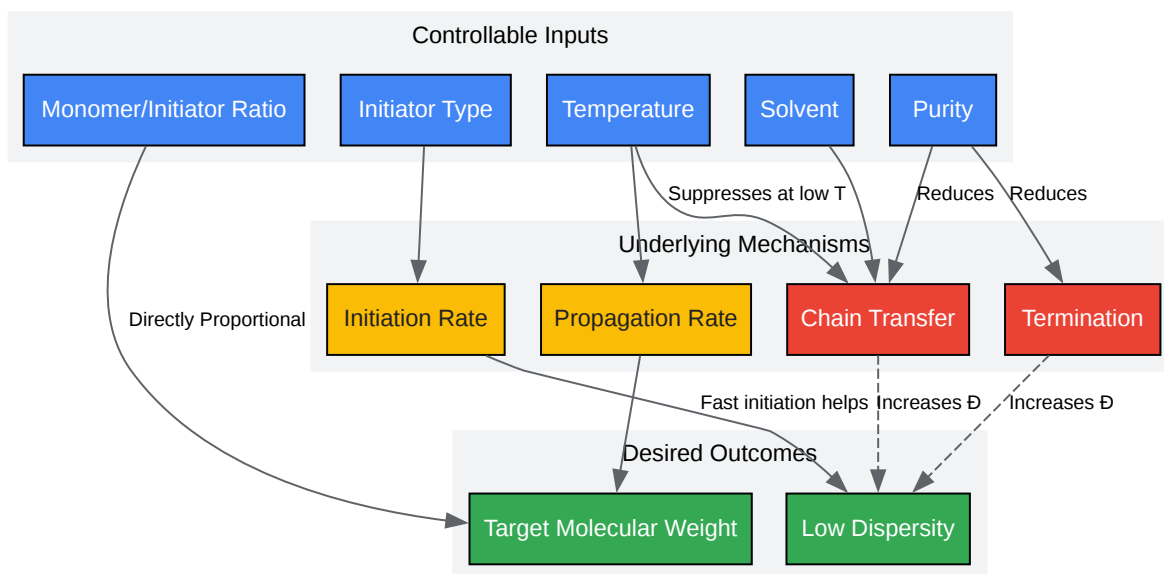 Controllable Inputs
Monomer/Initiator Ratio
Initiator Type
Temperature
Solvent
Purity
Suppresses at low T
Reduces
Reduces
Underlying Mechanisms
Directly Proportional
Initiation Rate
Propagation Rate
Chain Transfer
Termination
Fast initiation helps
Increases Đ
Increases Đ
Desired Outcomes
Target Molecular Weight
Low Dispersity